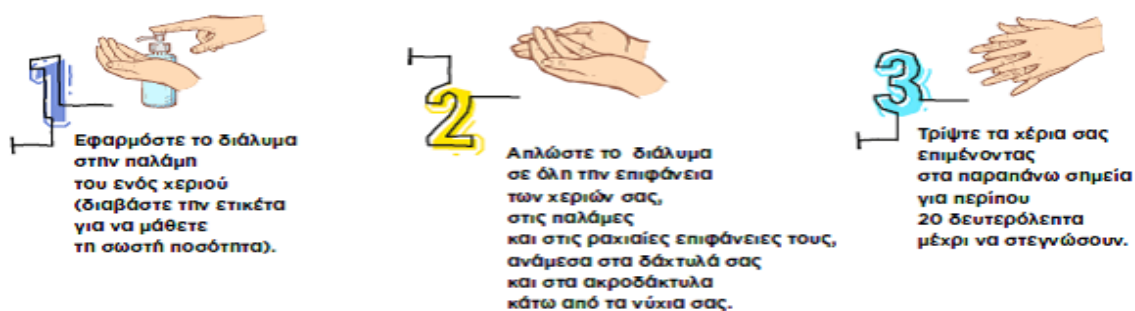 1
Εφαρμόστε το διάλυμα
στην παλάμη
του ενός χεριού
(διαβάστε την ετικέτα
για να μάθετε
τη σωστή ποσότητα).
2
Απλώστε το διάλυμα
σε όλη την επιφάνεια
των χεριών σας,
στις παλάμες
και στις ραχιαίες επιφάνειες τους,
ανάμεσα στα δάχτυλά σας
και στα ακροδάκτυλα
κάτω από τα νύχια σας.
3
Τρίψτε τα χέρια σας
επιμένοντας
στα παραπάνω σημεία
για περίπου
20 δευτερόλεπτα
μέχρι να στεγνώσουν.